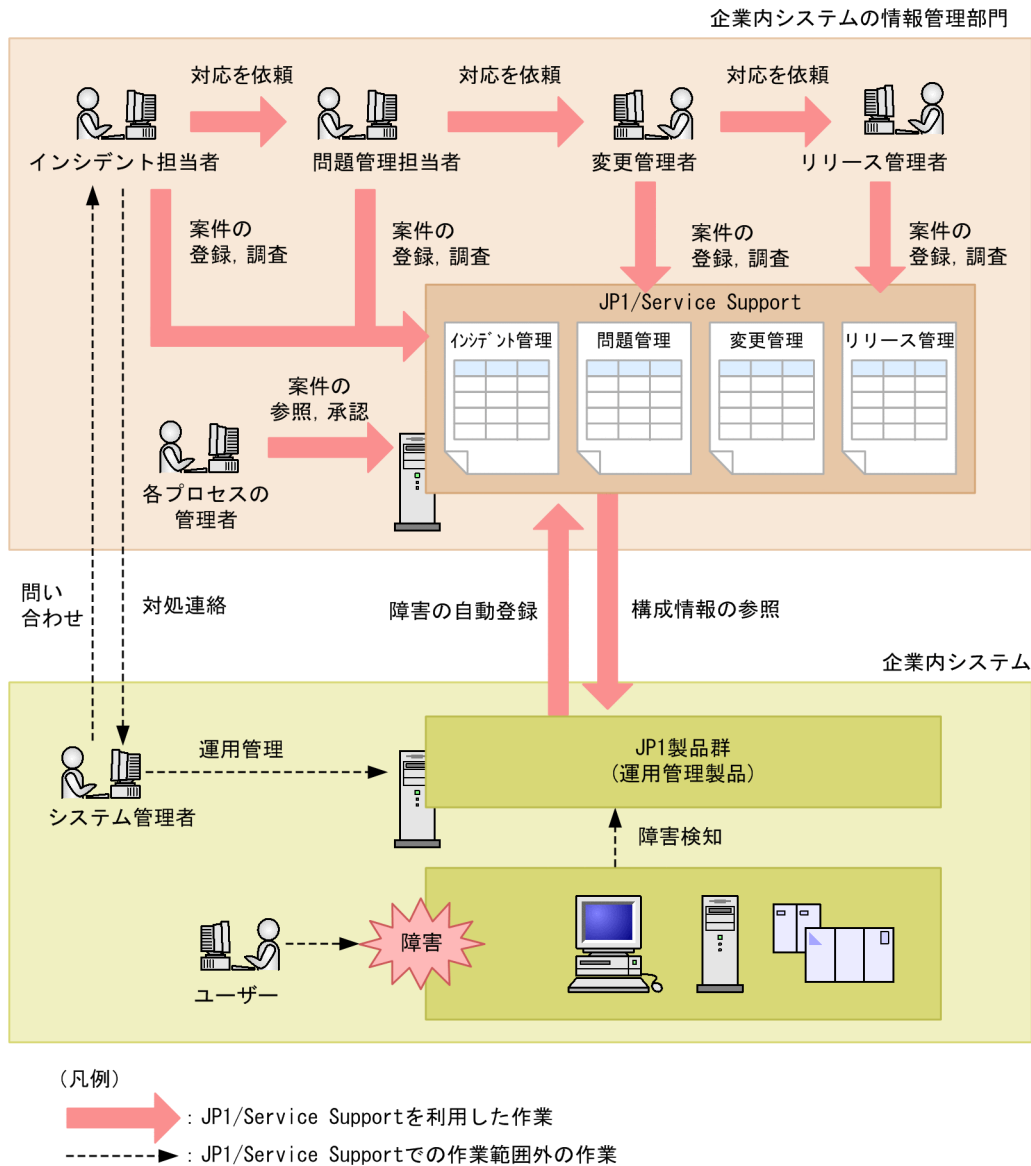 企業内システムの情報管理部門
対応を依頼
対応を依頼
対応を依頼
インシデント担当者
問題管理担当者
変更管理者
リリース管理者
案件の
登録, 調査
案件の
登録, 調査
案件の
登録, 調査
案件の
登録, 調査
JP1/Service Support
ｲﾝｼﾃﾞﾝﾄ管理
問題管理
変更管理
リリース管理
案件の
参照, 承認
各プロセスの
管理者
問い
合わせ
対処連絡
障害の自動登録
構成情報の参照
企業内システム
JP1製品群
(運用管理製品)
運用管理
システム管理者
障害検知
障害
ユーザー
(凡例)
: JP1/Service Supportを利用した作業
: JP1/Service Supportでの作業範囲外の作業